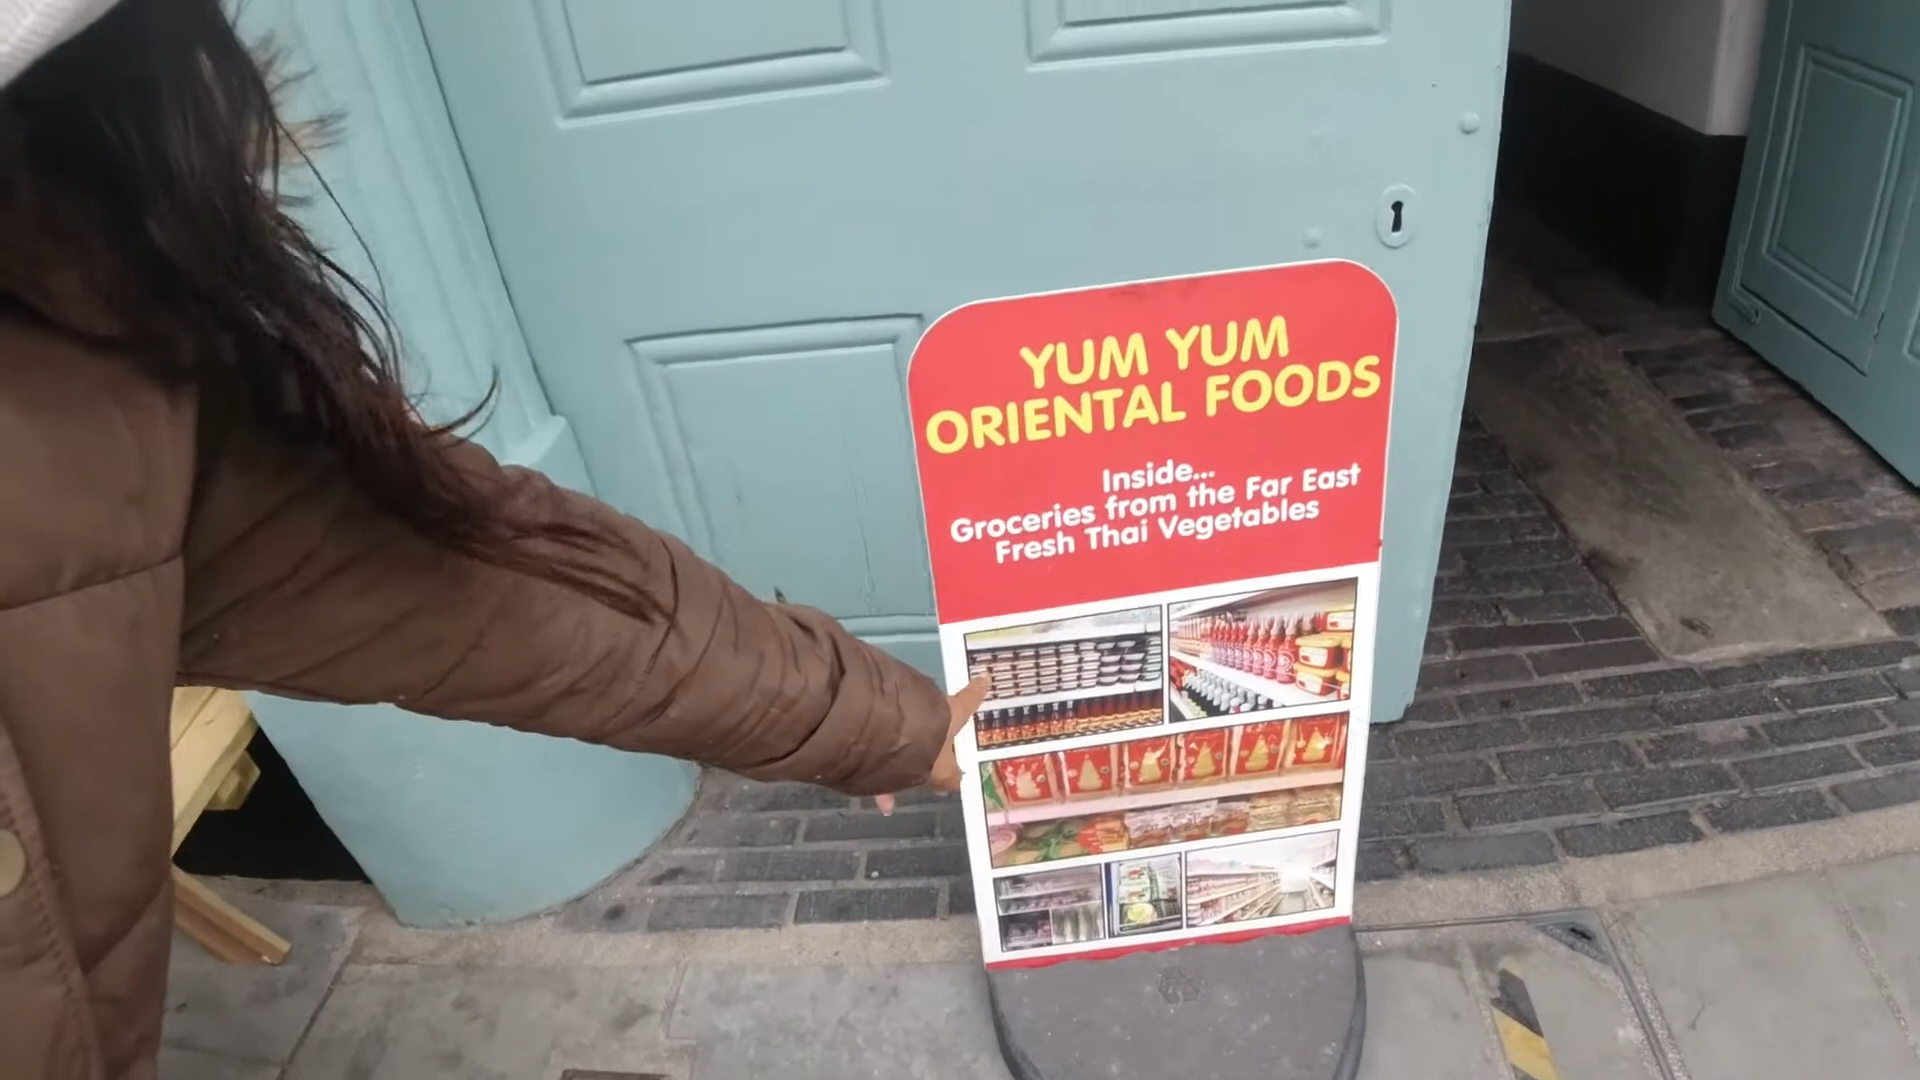 YUM YUM
ORIENTAL FOODS
Inside...
Groceries from the Far East
Fresh Thai Vegetables